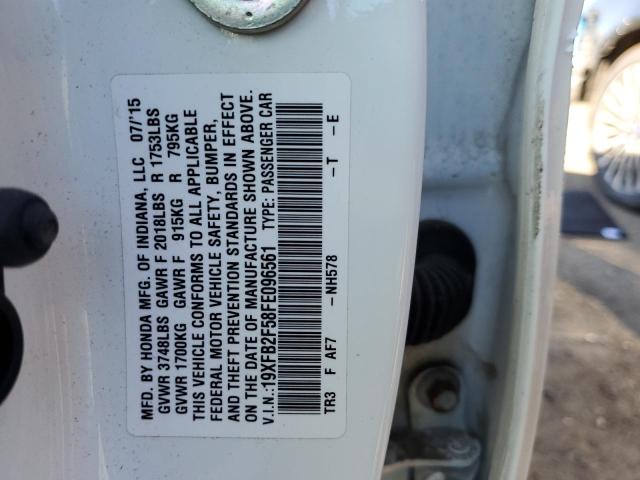 MFD. BY HONDA MFG. OF INDIANA, LLC 07/'15
GVWR 3748LBS GAWR F 2018LBS R 1753LBS
GVWR 1700KG GAWR F 915KG R 795KG
THIS VEHICLE CONFORMS TO ALL APPLICABLE
FEDERAL MOTOR VEHICLE SAFETY, BUMPER,
AND THEFT PREVENTION STANDARDS IN EFFECT
ON THE DATE OF MANUFACTURE SHOWN ABOVE.
V.I.N.:19XFB2F58FE096561 TYPE: PASSENGER CAR
TR3 F AF7 -NH578 -T -E